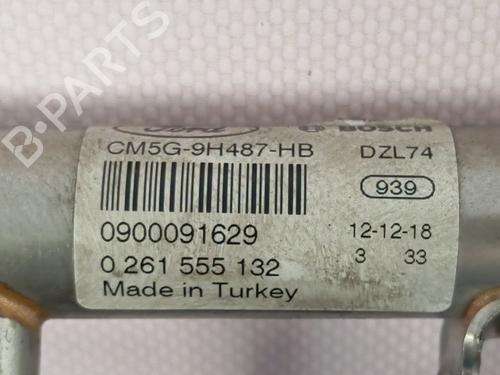 Ford BOSCH
CM5G-9H487-HB DZL74
939
0900091629 12-12-18
0 261 555 132 3 33
Made in Turkey